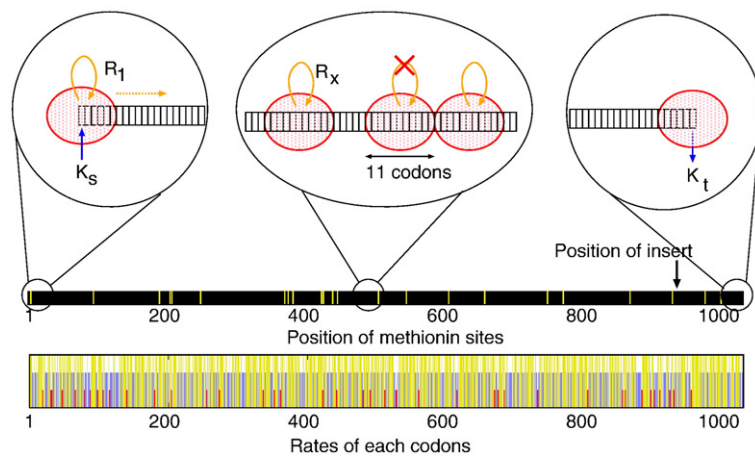 R1
Ks
Rx
11 codons
Kt
Position of insert
1 200 400 600 800 1000
Position of methionin sites
1 200 400 600 800 1000
Rates of each codons